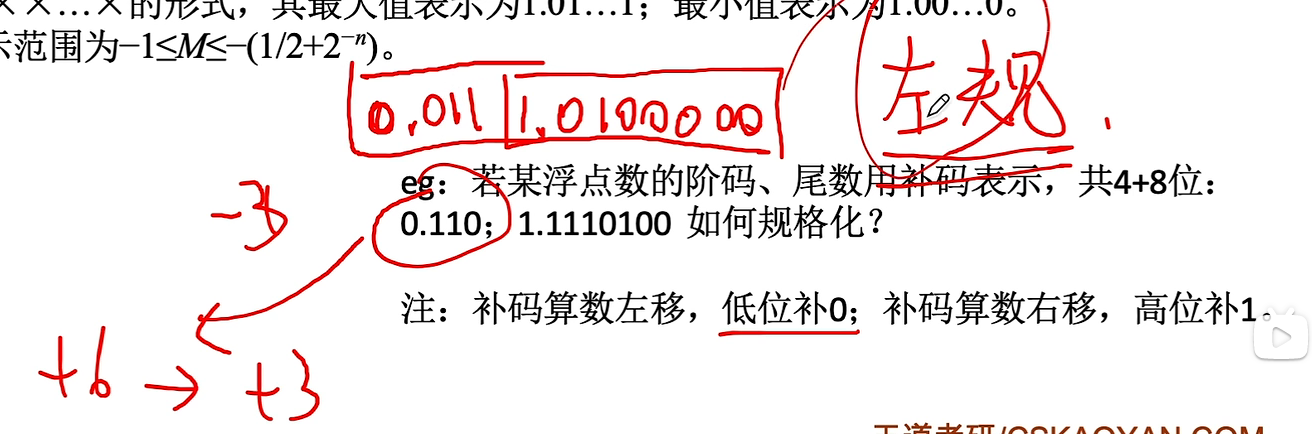 ××…×的形式，其最大值表示为1.01…1；最小值表示为1.00…0。
示范围为−1≤M≤−(1/2+2⁻ⁿ)。
左规.
0.011 1.0100000
eg：若某浮点数的阶码、尾数用补码表示，共4+8位：
-3
0.110；1.1110100 如何规格化？
注：补码算数左移，低位补0；补码算数右移，高位补1。
+6 → +3
王道考研/CSKAOYAN.COM